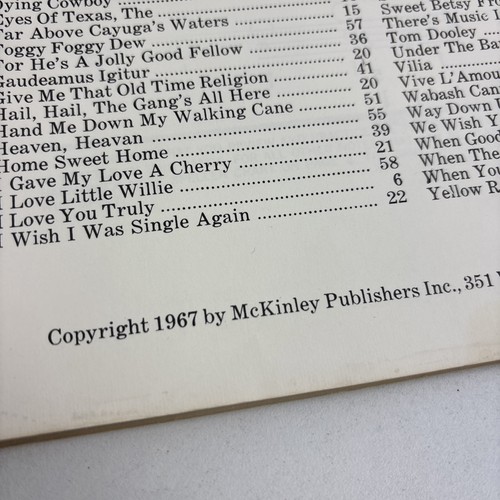 Dying Cowboy
Eyes Of Texas, The
Far Above Cayuga's Waters ........ 15
Foggy Foggy Dew ........ 57
For He's A Jolly Good Fellow ........ 36
Gaudeamus Igitur ........ 20
Give Me That Old Time Religion ........ 41
Hail, Hail, The Gang's All Here ........ 20
Hand Me Down My Walking Cane ........ 51
Heaven, Heavan ........ 55
Home Sweet Home ........ 39
I Gave My Love A Cherry ........ 21
I Love Little Willie ........ 58
I Love You Truly ........ 6
I Wish I Was Single Again ........ 22
Sweet Betsy
There's Music
Tom Dooley
Under The
Vilia
Vive L'Amour
Wabash
Way Down
We Wish
When Good
When The
When You
Yellow
Copyright 1967 by McKinley Publishers Inc., 351